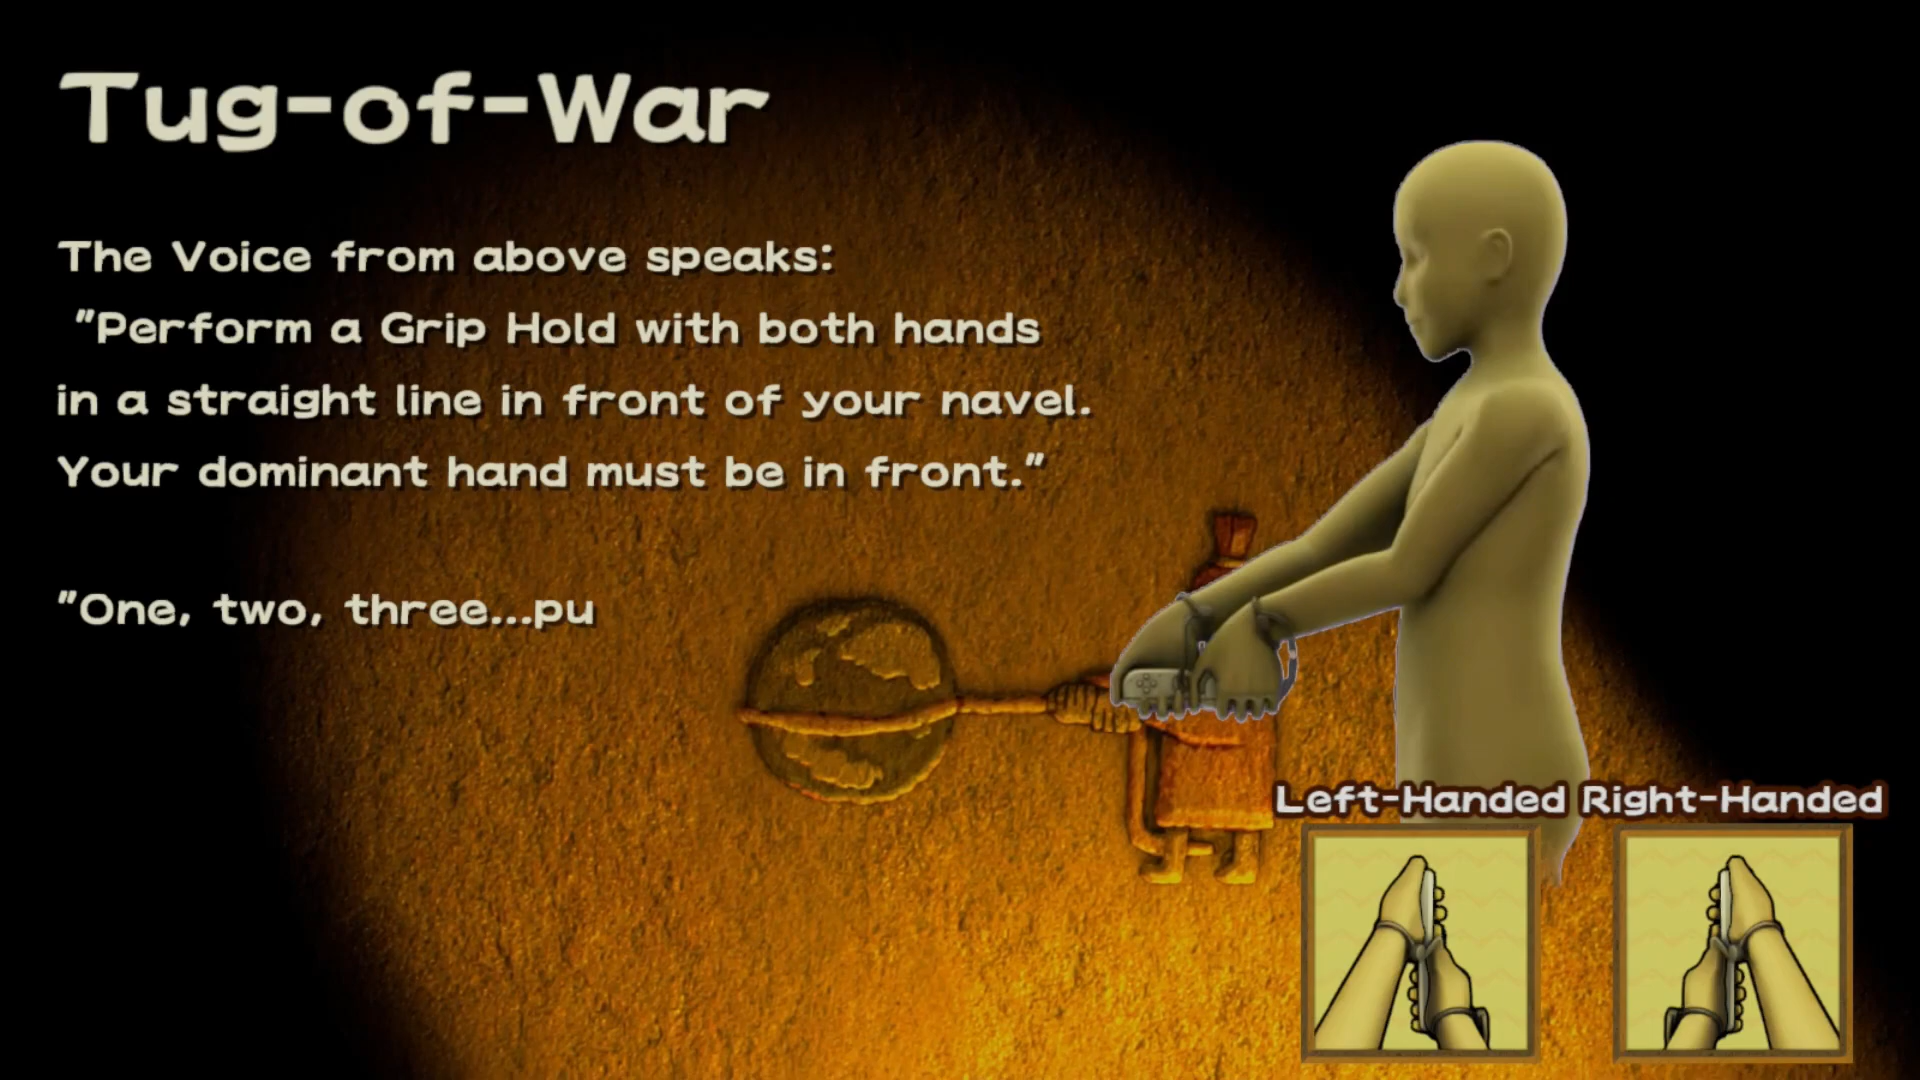 Tug-of-War
The Voice from above speaks:
"Perform a Grip Hold with both hands
in a straight line in front of your navel.
Your dominant hand must be in front."
"One, two, three...pu
Left-Handed Right-Handed